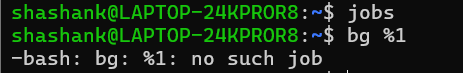 shashank@LAPTOP-24KPROR8:~$ jobs
shashank@LAPTOP-24KPROR8:~$ bg %1
-bash: bg: %1: no such job